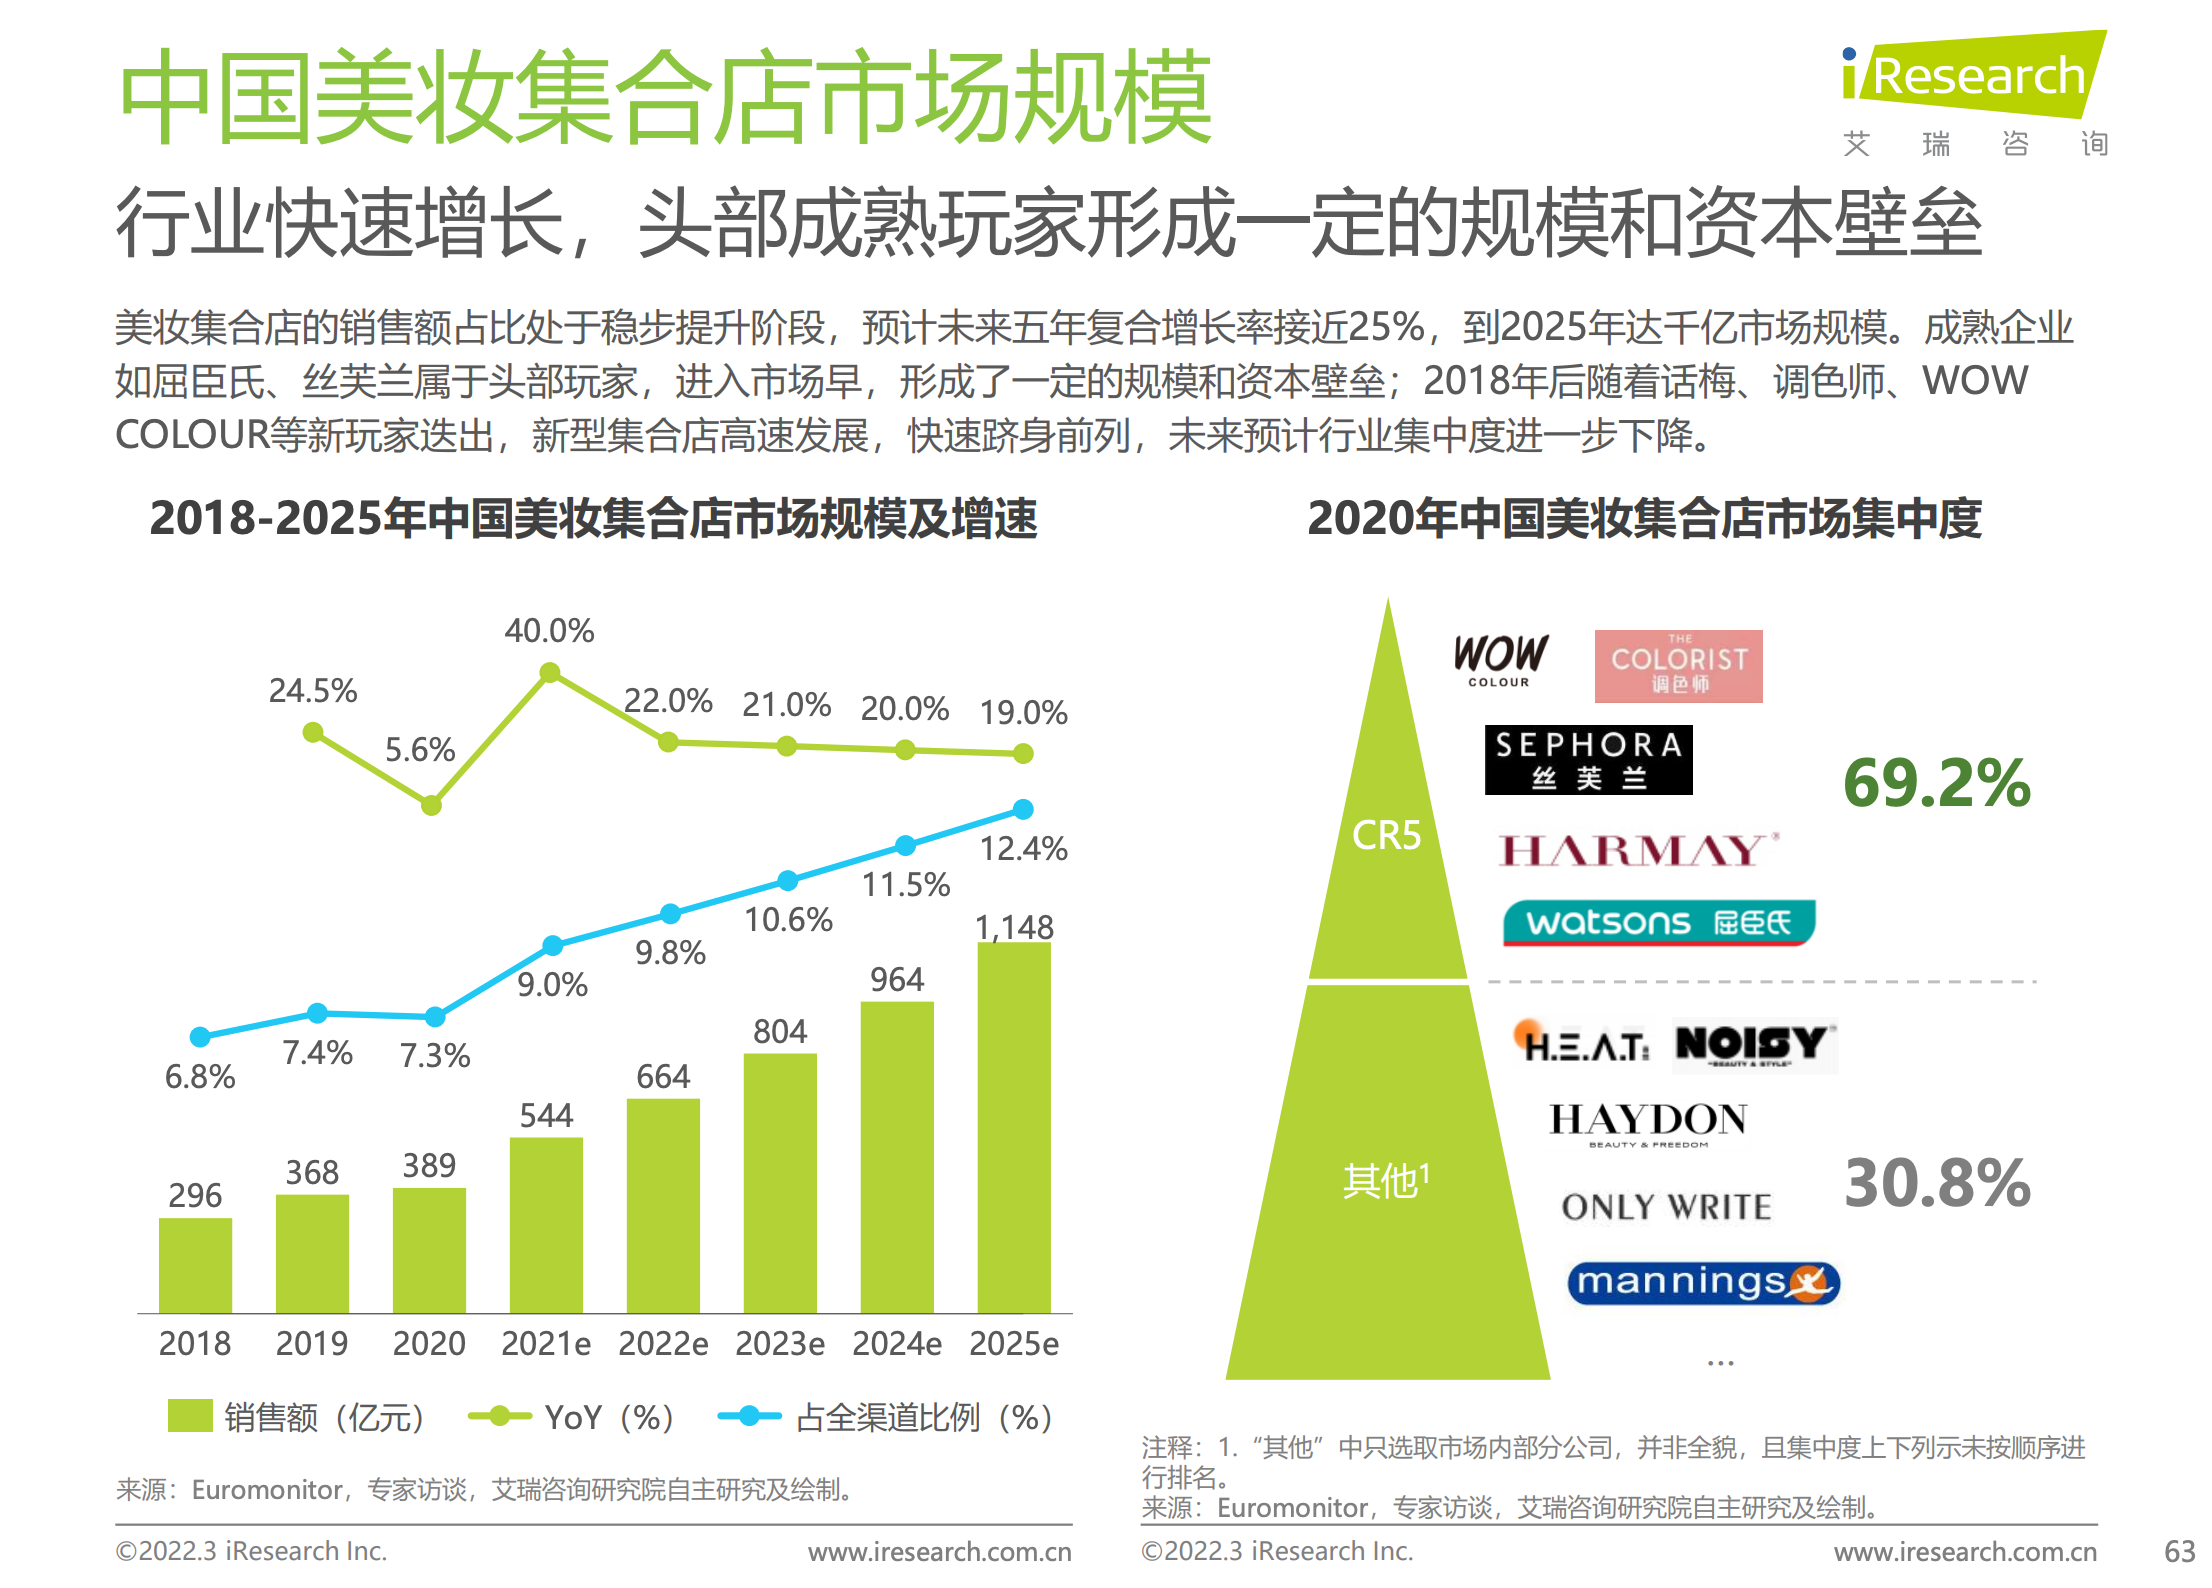 中国美妆集合店市场规模
iResearch
艾瑞咨询
行业快速增长，头部成熟玩家形成一定的规模和资本壁垒
美妆集合店的销售额占比处于稳步提升阶段，预计未来五年复合增长率接近25%，到2025年达千亿市场规模。成熟企业
如屈臣氏、丝芙兰属于头部玩家，进入市场早，形成了一定的规模和资本壁垒；2018年后随着话梅、调色师、WOW
COLOUR等新玩家迭出，新型集合店高速发展，快速跻身前列，未来预计行业集中度进一步下降。
2018-2025年中国美妆集合店市场规模及增速
24.5%
5.6%
40.0%
22.0%
21.0%
20.0%
19.0%
6.8%
7.4%
7.3%
9.0%
9.8%
10.6%
11.5%
12.4%
296
368
389
544
664
804
964
1,148
2018 2019 2020 2021e 2022e 2023e 2024e 2025e
销售额（亿元） YoY（%） 占全渠道比例（%）
来源：Euromonitor，专家访谈，艾瑞咨询研究院自主研究及绘制。
©2022.3 iResearch Inc. www.iresearch.com.cn
2020年中国美妆集合店市场集中度
CR5
WOW
COLOUR
THE
COLORIST
调色师
SEPHORA
丝芙兰
HARMAY
watsons 屈臣氏
69.2%
其他¹
H.E.A.T
NOISY
"BEAUTY & STYLE"
HAYDON
BEAUTY & FREEDOM
ONLY WRITE
mannings
...
30.8%
注释：1.“其他”中只选取市场内部分公司，并非全貌，且集中度上下列示未按顺序进
行排名。
来源：Euromonitor，专家访谈，艾瑞咨询研究院自主研究及绘制。
©2022.3 iResearch Inc. www.iresearch.com.cn
63